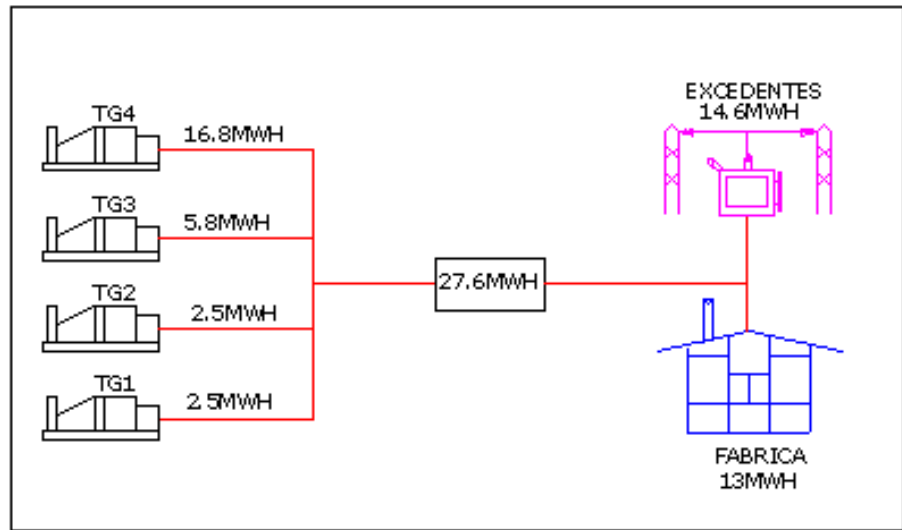 TG4
16.8MWH
TG3
5.8MWH
TG2
2.5MWH
TG1
2.5MWH
27.6MWH
EXCEDENTES
14.6MWH
FABRICA
13MWH